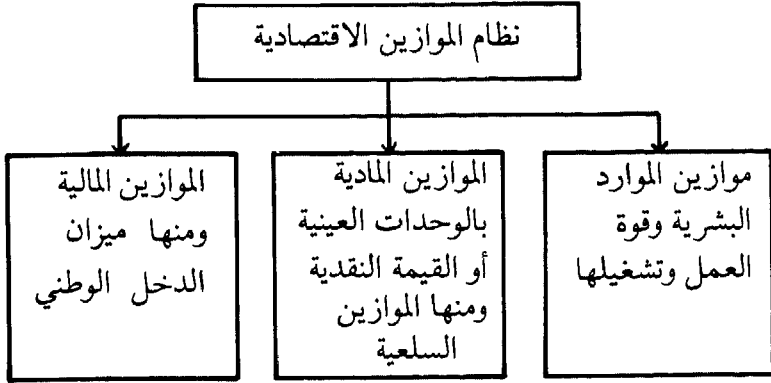 نظام الموازين الاقتصادية
موازين الموارد
البشرية وقوة
العمل وتشغيلها
الموازين المادية
بالوحدات العينية
أو القيمة النقدية
ومنها الموازين
السلعية
الموازين المالية
ومنها ميزان
الدخل الوطني